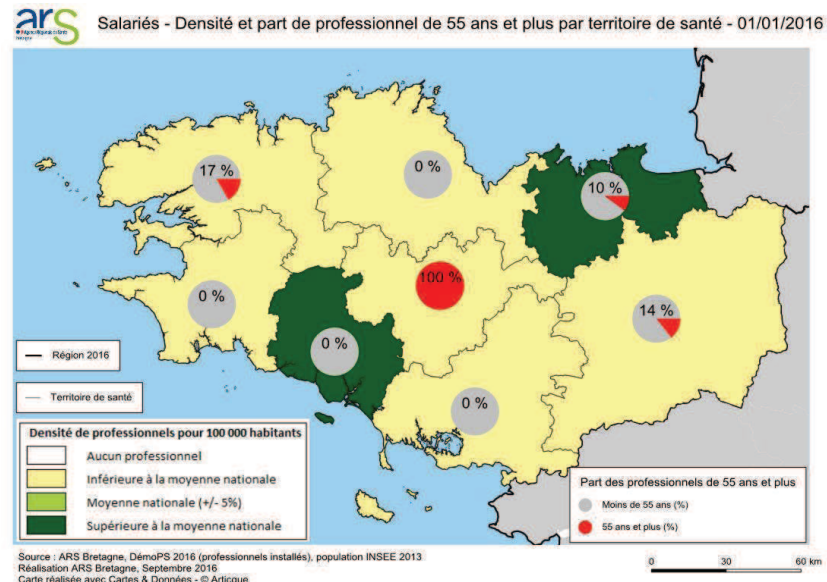 ars
Salariés - Densité et part de professionnel de 55 ans et plus par territoire de santé - 01/01/2016
17 %
0 %
10 %
100 %
0 %
14 %
0 %
0 %
Région 2016
Territoire de santé
Densité de professionnels pour 100 000 habitants
Aucun professionnel
Inférieure à la moyenne nationale
Moyenne nationale (+/- 5%)
Supérieure à la moyenne nationale
Part des professionnels de 55 ans et plus
Moins de 55 ans (%)
55 ans et plus (%)
Source : ARS Bretagne, DémoPS 2016 (professionnels installés), population INSEE 2013
Réalisation ARS Bretagne, Septembre 2016
Carte réalisée avec Cartes & Données - © Articque
0 30 60 km